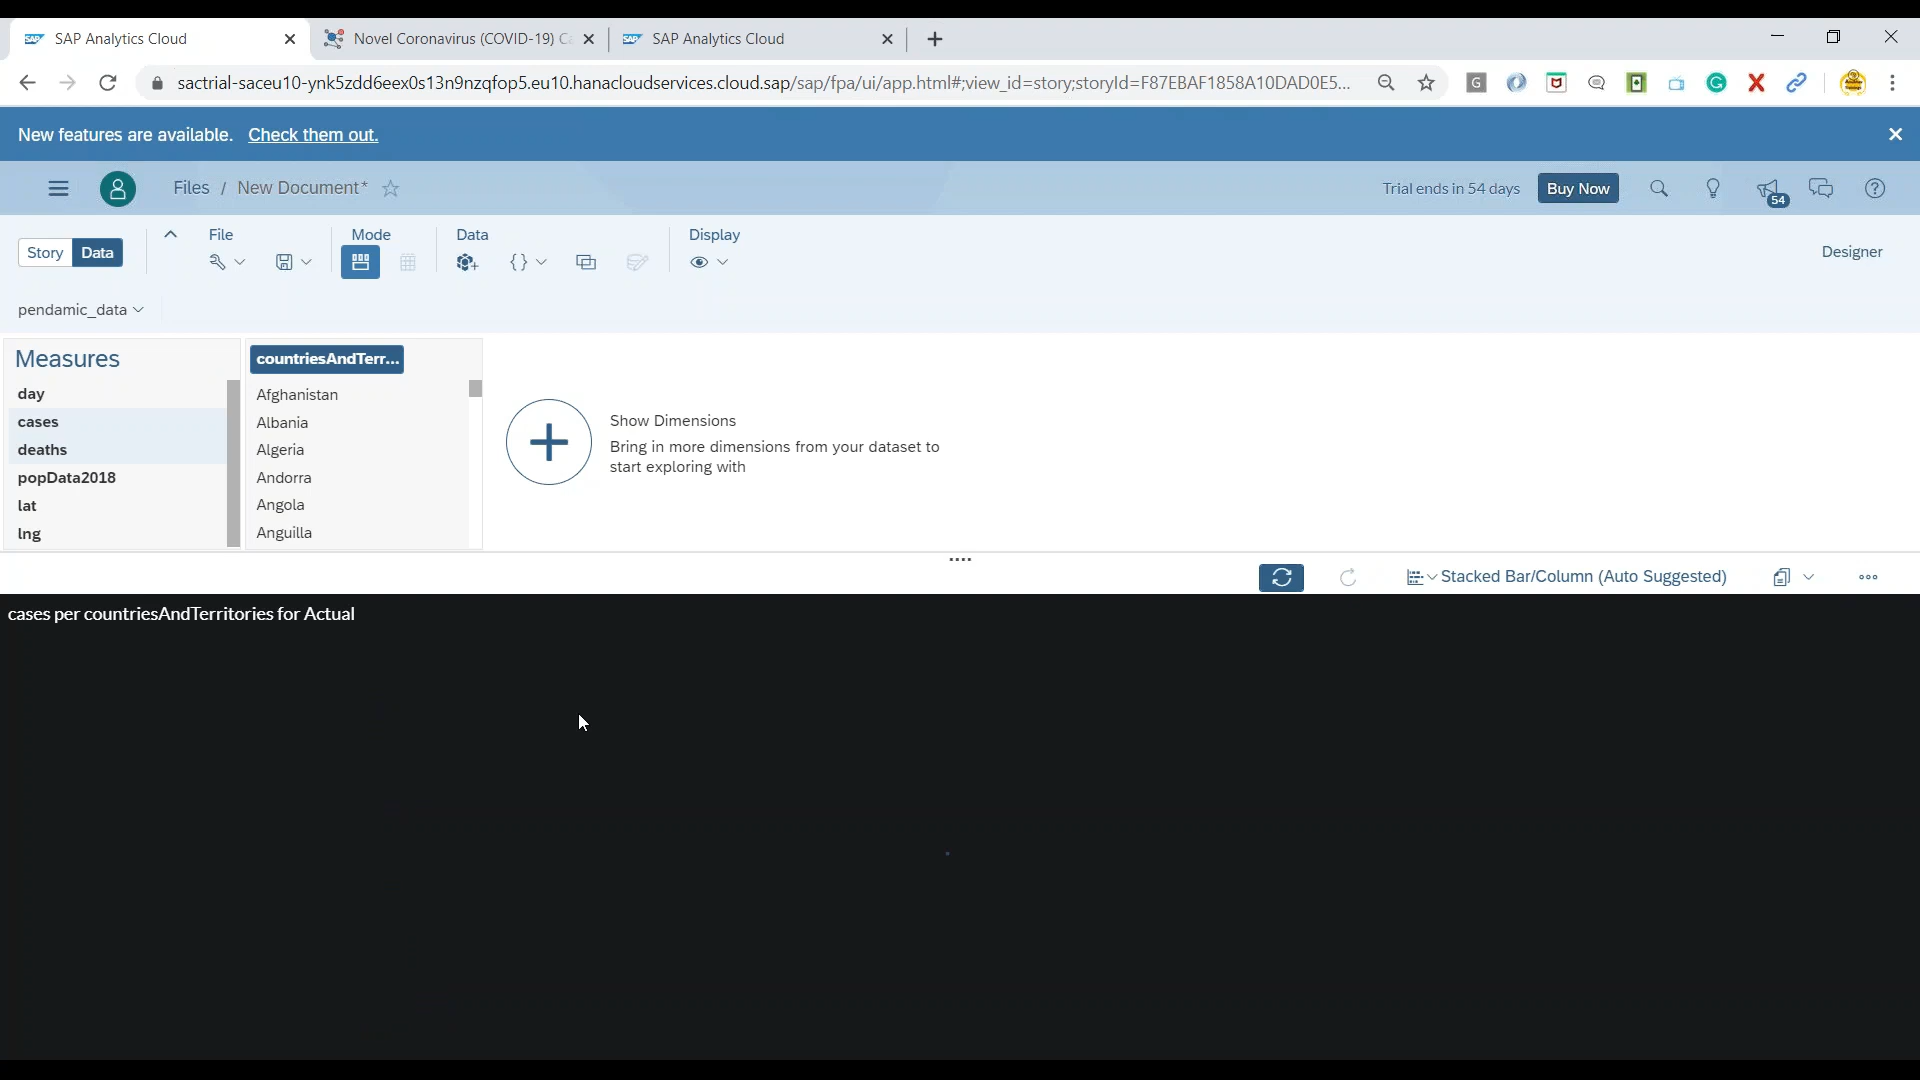 SAP Analytics Cloud
Novel Coronavirus (COVID-19) C
SAP Analytics Cloud
sactrial-saceu10-ynk5zdd6eex0s13n9nzqfop5.eu10.hanacloudservices.cloud.sap/sap/fpa/ui/app.html#;view_id=story;storyId=F87EBAF1858A10DAD0E5...
New features are available. Check them out.
Files / New Document*
Trial ends in 54 days
Buy Now
54
Story Data
File
Mode
Data
Display
Designer
pendamic_data
Measures
day
cases
deaths
popData2018
lat
lng
countriesAndTerr...
Afghanistan
Albania
Algeria
Andorra
Angola
Anguilla
Show Dimensions
Bring in more dimensions from your dataset to
start exploring with
Stacked Bar/Column (Auto Suggested)
cases per countriesAndTerritories for Actual